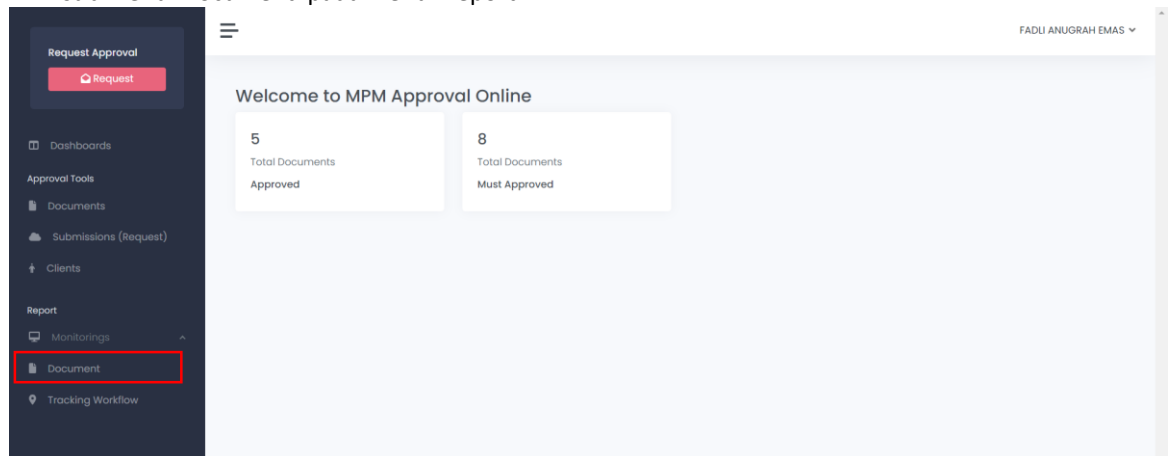 Request Approval
Request
FADLI ANUGRAH EMAS
Welcome to MPM Approval Online
5
Total Documents
Approved
8
Total Documents
Must Approved
Dashboards
Approval Tools
Documents
Submissions (Request)
Clients
Report
Monitorings
Document
Tracking Workflow